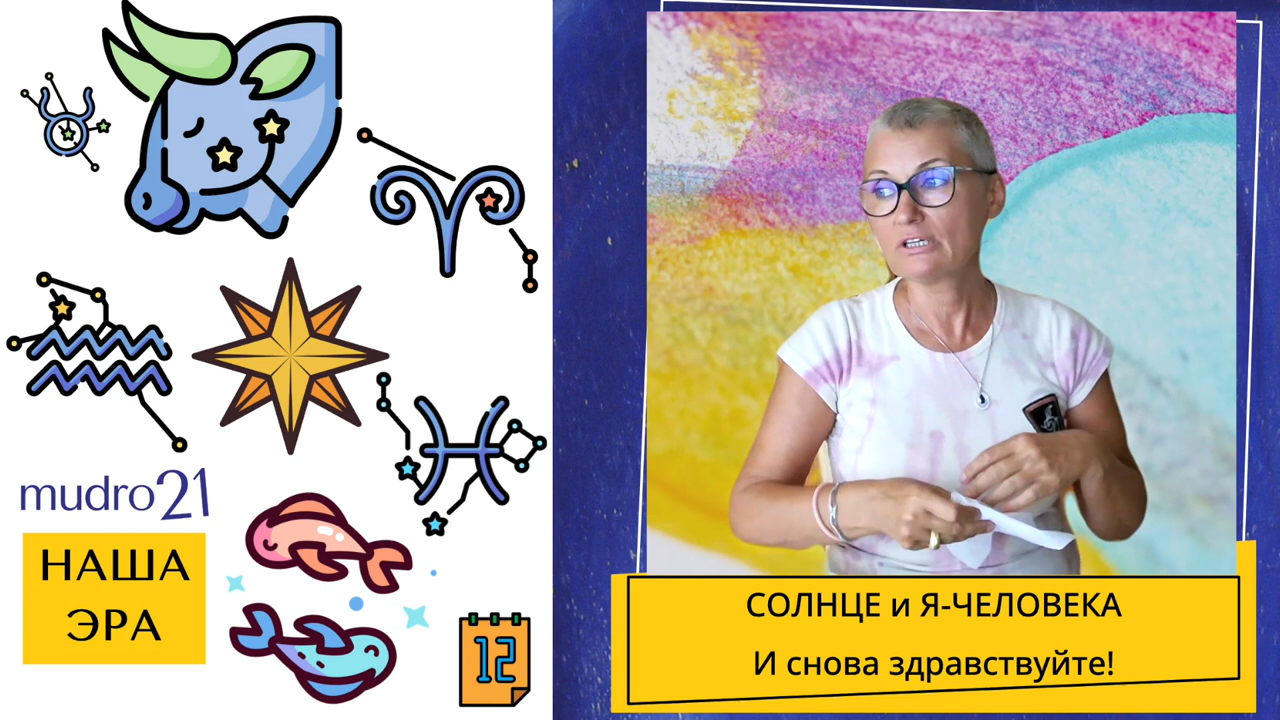 mudro21
НАША
ЭРА
12
СОЛНЦЕ и Я-ЧЕЛОВЕКА
И снова здравствуйте!